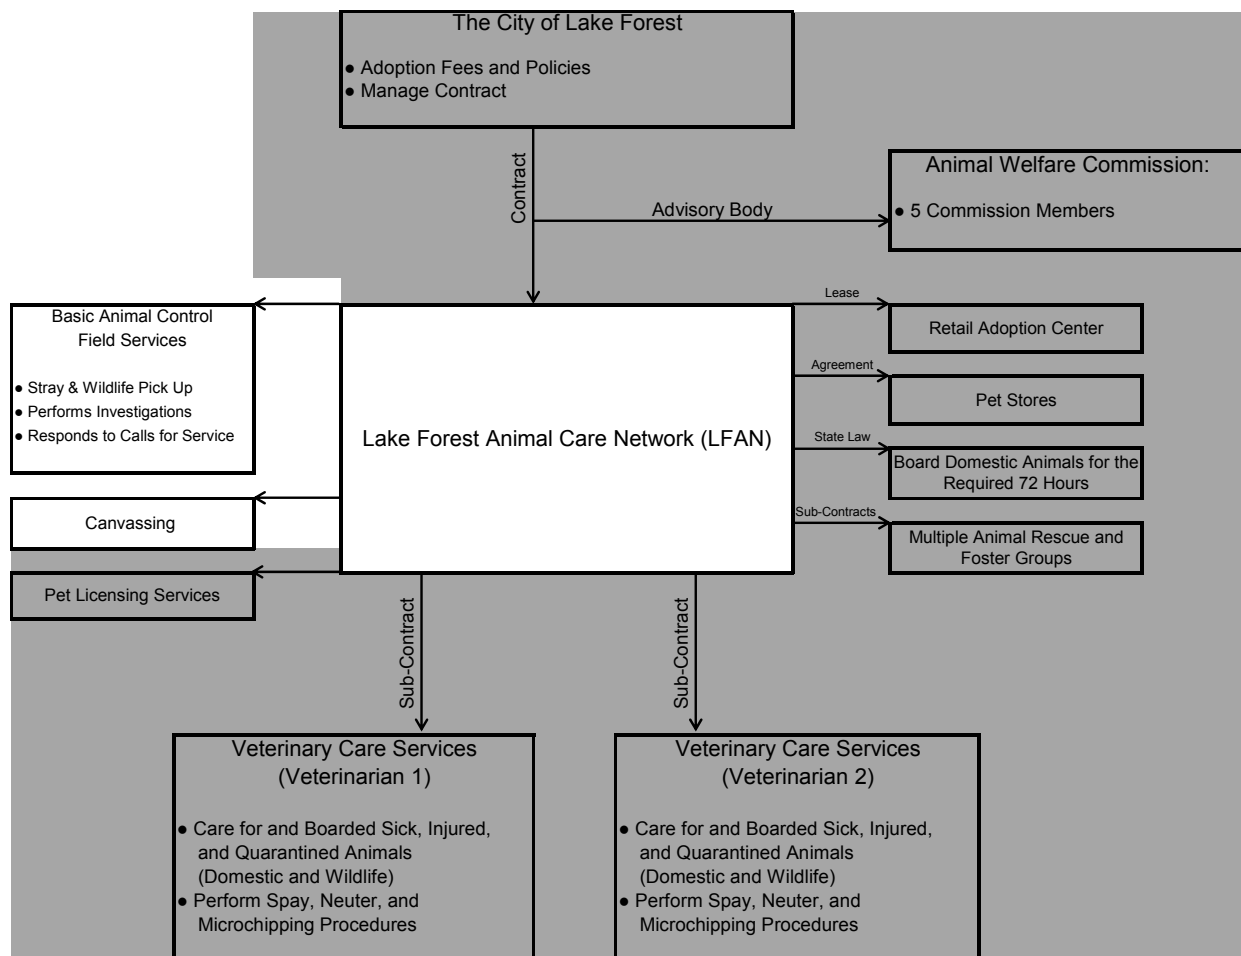 The City of Lake Forest
● Adoption Fees and Policies
● Manage Contract
Contract
Advisory Body
Animal Welfare Commission:
● 5 Commission Members
Basic Animal Control
Field Services
● Stray & Wildlife Pick Up
● Performs Investigations
● Responds to Calls for Service
Canvassing
Pet Licensing Services
Lake Forest Animal Care Network (LFAN)
Lease
Retail Adoption Center
Agreement
Pet Stores
State Law
Board Domestic Animals for the
Required 72 Hours
Sub-Contracts
Multiple Animal Rescue and
Foster Groups
Sub-Contract
Sub-Contract
Veterinary Care Services
(Veterinarian 1)
● Care for and Boarded Sick, Injured,
and Quarantined Animals
(Domestic and Wildlife)
● Perform Spay, Neuter, and
Microchipping Procedures
Veterinary Care Services
(Veterinarian 2)
● Care for and Boarded Sick, Injured,
and Quarantined Animals
(Domestic and Wildlife)
● Perform Spay, Neuter, and
Microchipping Procedures